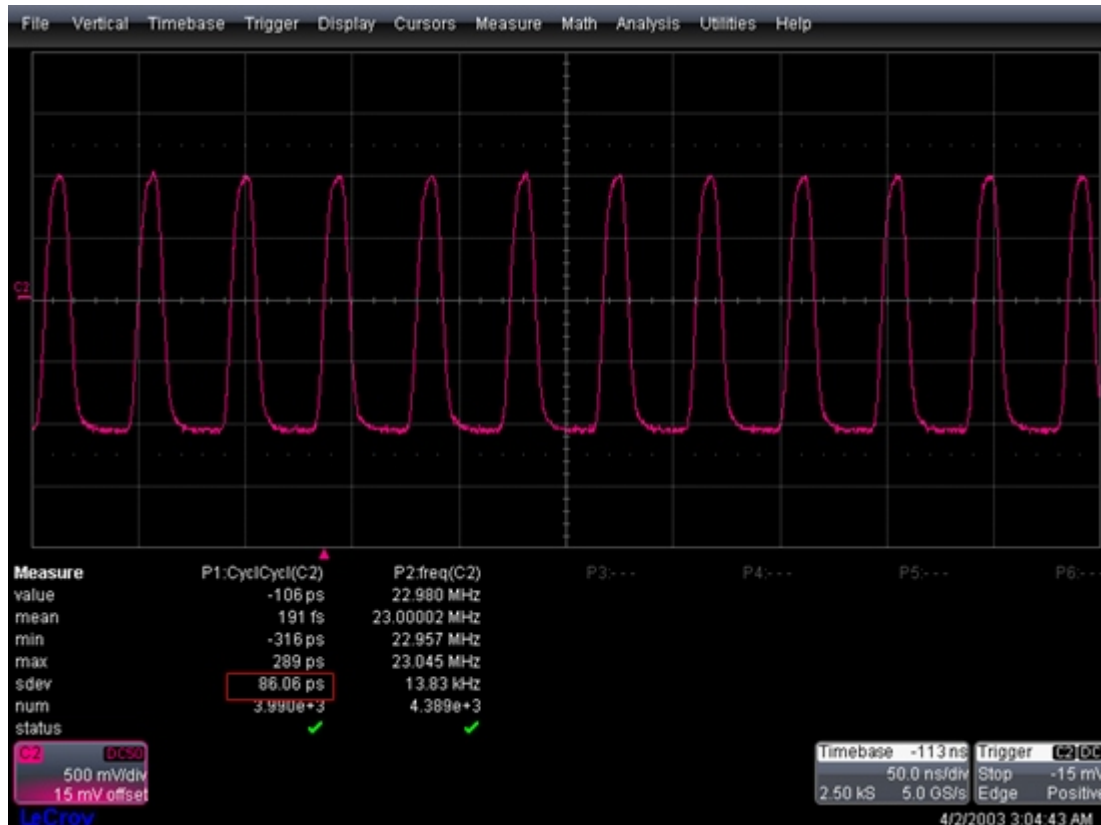 File Vertical Timebase Trigger Display Cursors Measure Math Analysis Utilities Help
C2
Measure P1:CyclCycl(C2) P2:freq(C2) P3:--- P4:--- P5:--- P6:---
value -106 ps 22.980 MHz
mean 191 fs 23.00002 MHz
min -316 ps 22.957 MHz
max 289 ps 23.045 MHz
sdev 86.06 ps 13.83 kHz
num 3.990e+3 4.389e+3
status
C2 DC50
500 mV/div
15 mV offset
Timebase -113 ns
50.0 ns/div
2.50 kS 5.0 GS/s
Trigger C2 DC
Stop -15 mV
Edge Positive
LeCroy
4/2/2003 3:04:43 AM